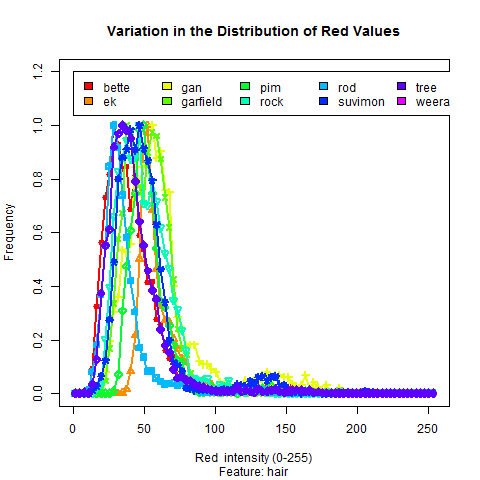 Variation in the Distribution of Red Values
bette gan pim rod tree
ek garfield rock suvimon weera
Frequency
0.0 0.2 0.4 0.6 0.8 1.0 1.2
0 50 100 150 200 250
Red intensity (0-255)
Feature: hair